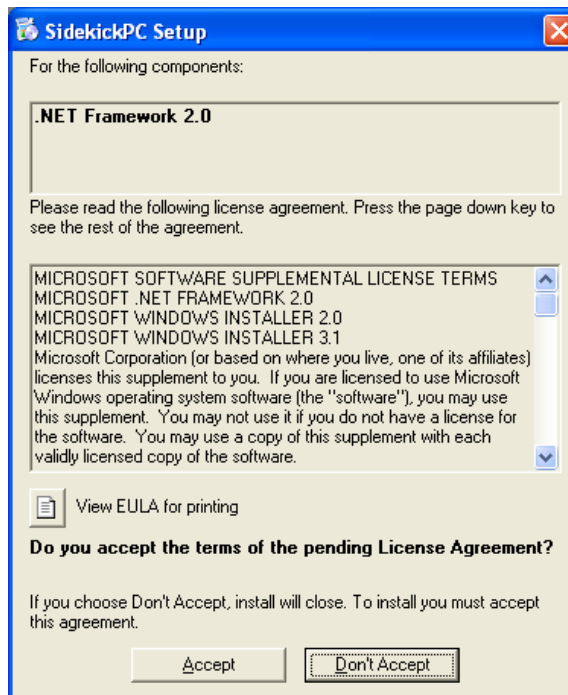 SidekickPC Setup
For the following components:
.NET Framework 2.0
Please read the following license agreement. Press the page down key to
see the rest of the agreement.
MICROSOFT SOFTWARE SUPPLEMENTAL LICENSE TERMS
MICROSOFT .NET FRAMEWORK 2.0
MICROSOFT WINDOWS INSTALLER 2.0
MICROSOFT WINDOWS INSTALLER 3.1
Microsoft Corporation (or based on where you live, one of its affiliates)
licenses this supplement to you.  If you are licensed to use Microsoft
Windows operating system software (the "software"), you may use
this supplement.  You may not use it if you do not have a license for
the software.  You may use a copy of this supplement with each
validly licensed copy of the software.
View EULA for printing
Do you accept the terms of the pending License Agreement?
If you choose Don't Accept, install will close. To install you must accept
this agreement.
Accept
Don't Accept